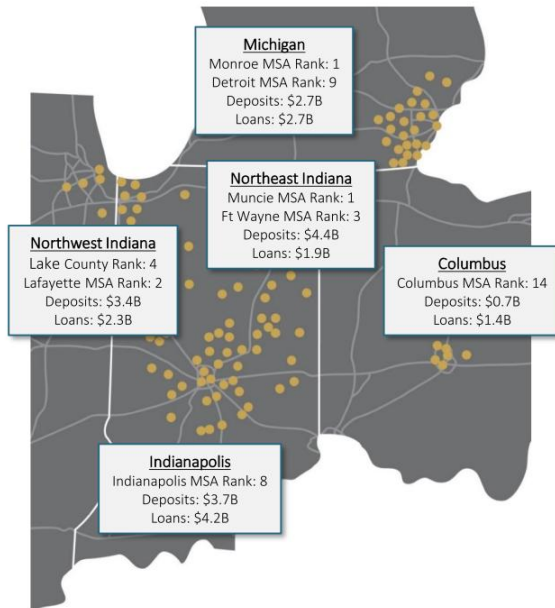 Michigan
Monroe MSA Rank: 1
Detroit MSA Rank: 9
Deposits: $2.7B
Loans: $2.7B
Northeast Indiana
Muncie MSA Rank: 1
Ft Wayne MSA Rank: 3
Deposits: $4.4B
Loans: $1.9B
Northwest Indiana
Lake County Rank: 4
Lafayette MSA Rank: 2
Deposits: $3.4B
Loans: $2.3B
Columbus
Columbus MSA Rank: 14
Deposits: $0.7B
Loans: $1.4B
Indianapolis
Indianapolis MSA Rank: 8
Deposits: $3.7B
Loans: $4.2B